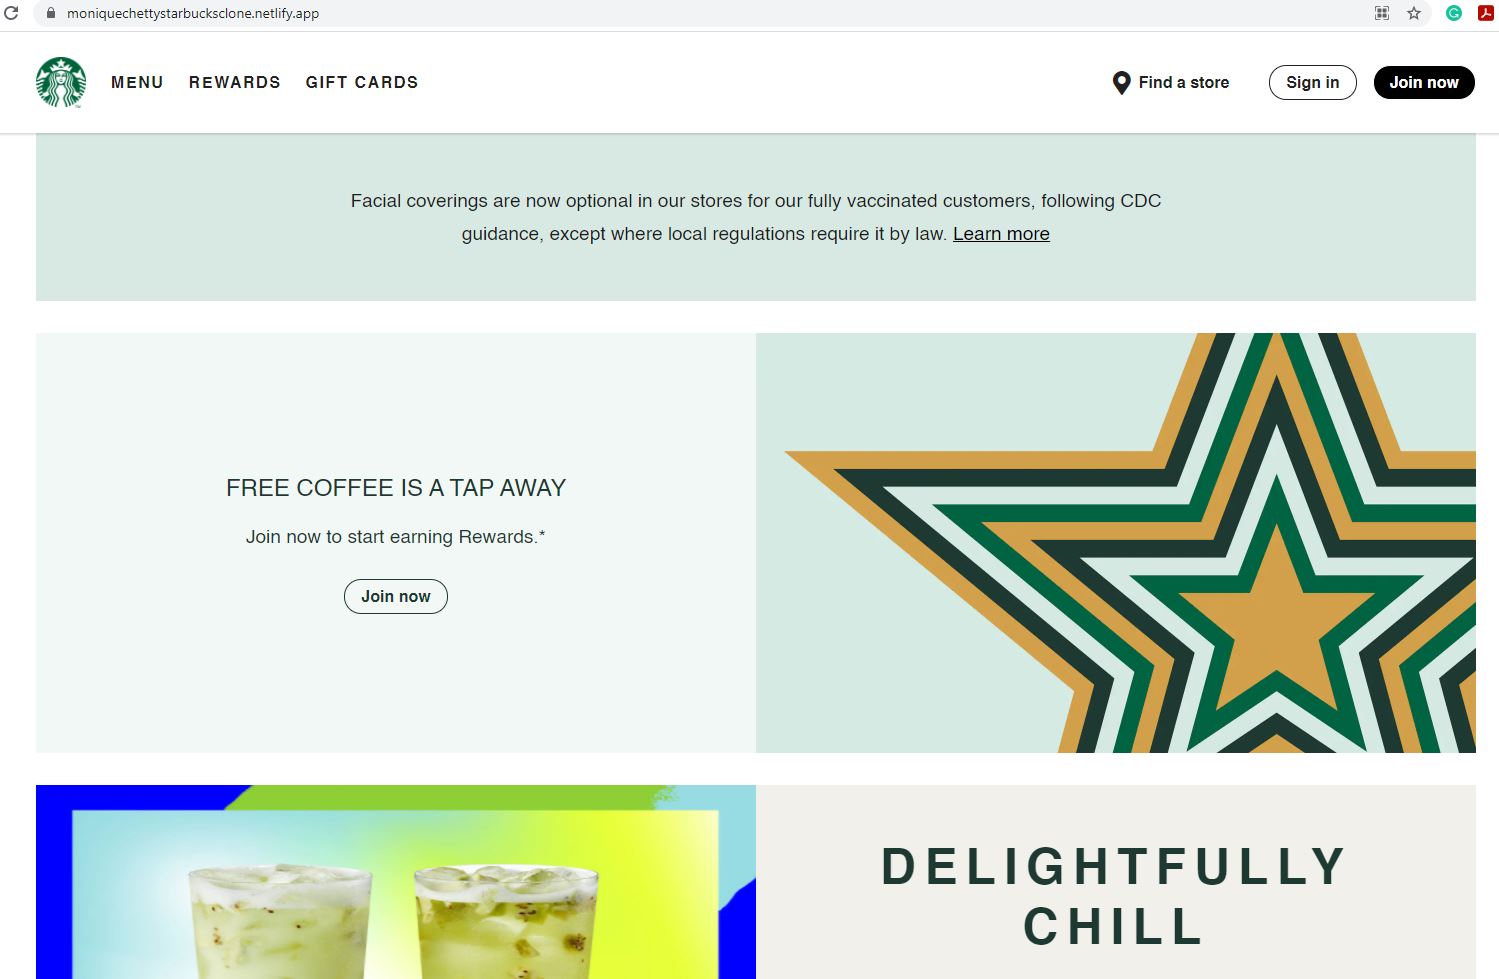 moniquechettystarbucksclone.netlify.app
MENU REWARDS GIFT CARDS Find a store Sign in Join now
Facial coverings are now optional in our stores for our fully vaccinated customers, following CDC
guidance, except where local regulations require it by law. Learn more
FREE COFFEE IS A TAP AWAY
Join now to start earning Rewards.*
Join now
DELIGHTFULLY
CHILL